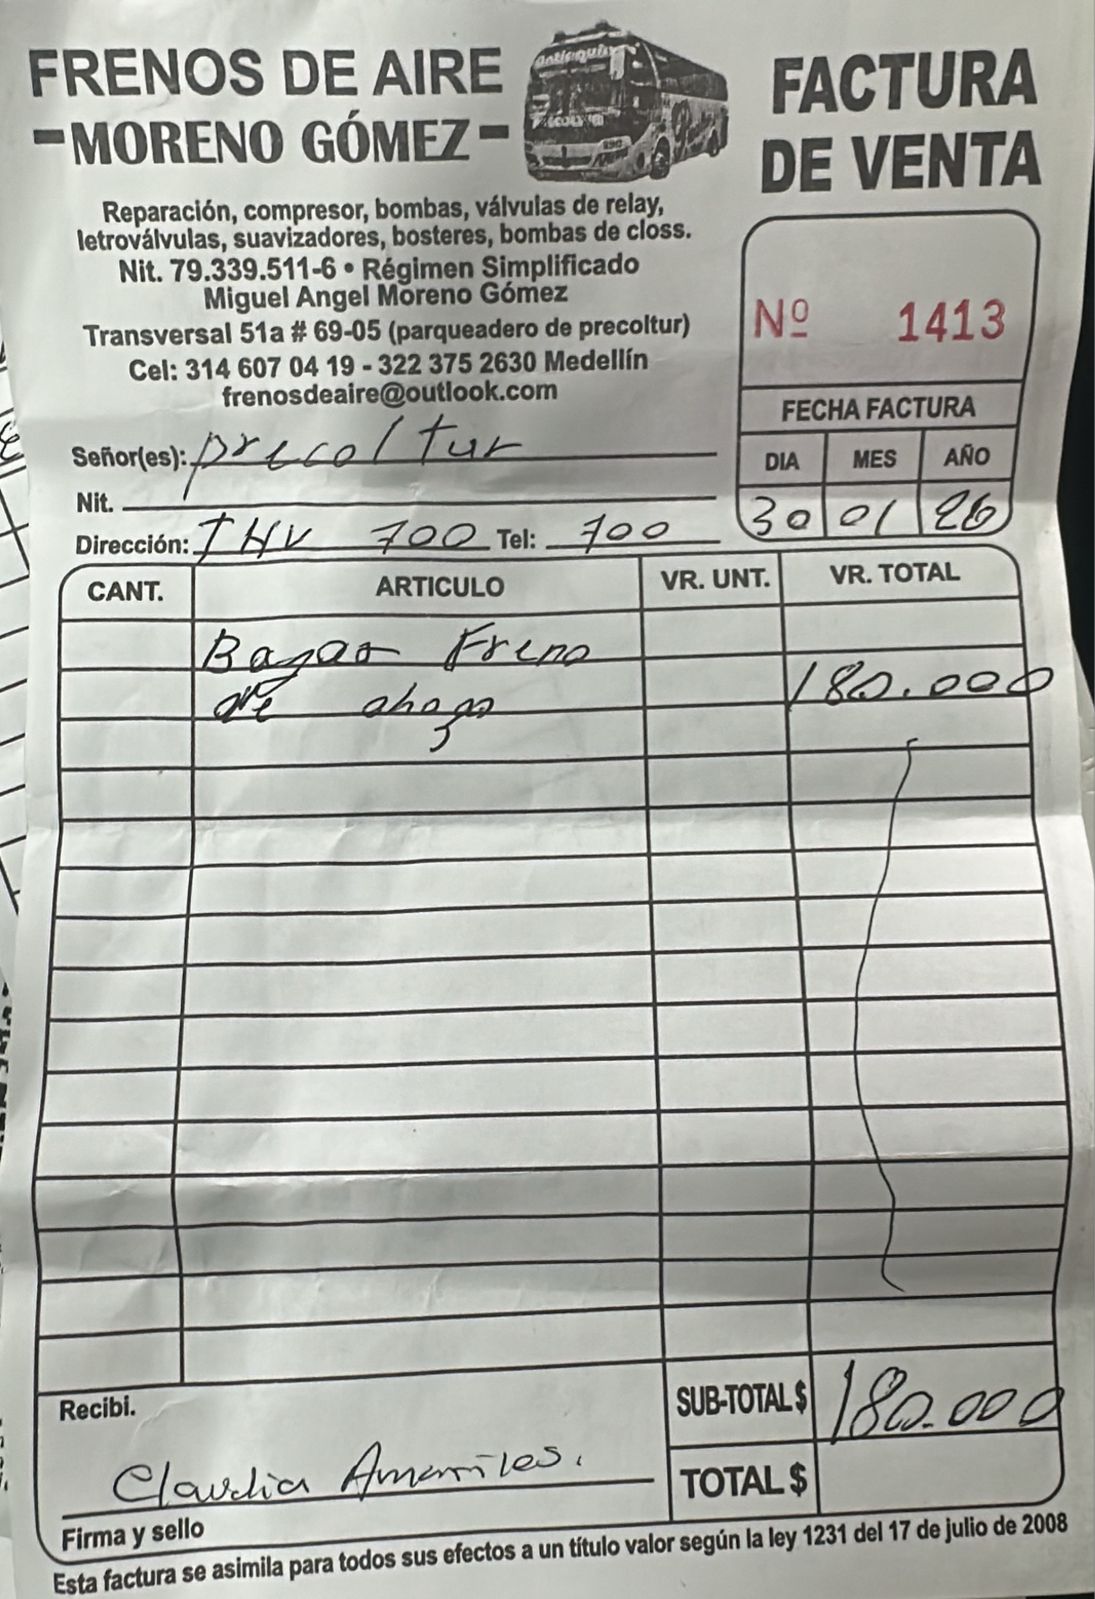 FRENOS DE AIRE
-MORENO GÓMEZ-
FACTURA
DE VENTA
Reparación, compresor, bombas, válvulas de relay,
letroválvulas, suavizadores, bosteres, bombas de closs.
Nit. 79.339.511-6 • Régimen Simplificado
Miguel Angel Moreno Gómez
Transversal 51a # 69-05 (parqueadero de precoltur)
Cel: 314 607 04 19 - 322 375 2630 Medellín
frenosdeaire@outlook.com
Nº 1413
FECHA FACTURA
DIA MES AÑO
30 01 26
Señor(es): precoltur
Nit.
Dirección: THV 700 Tel: 700
CANT. ARTICULO VR. UNT. VR. TOTAL
Freno
de ahogo 180.000
Recibi.
SUB-TOTAL $ 180.000
Claudia Amariles.
TOTAL $
Firma y sello
Esta factura se asimila para todos sus efectos a un título valor según la ley 1231 del 17 de julio de 2008